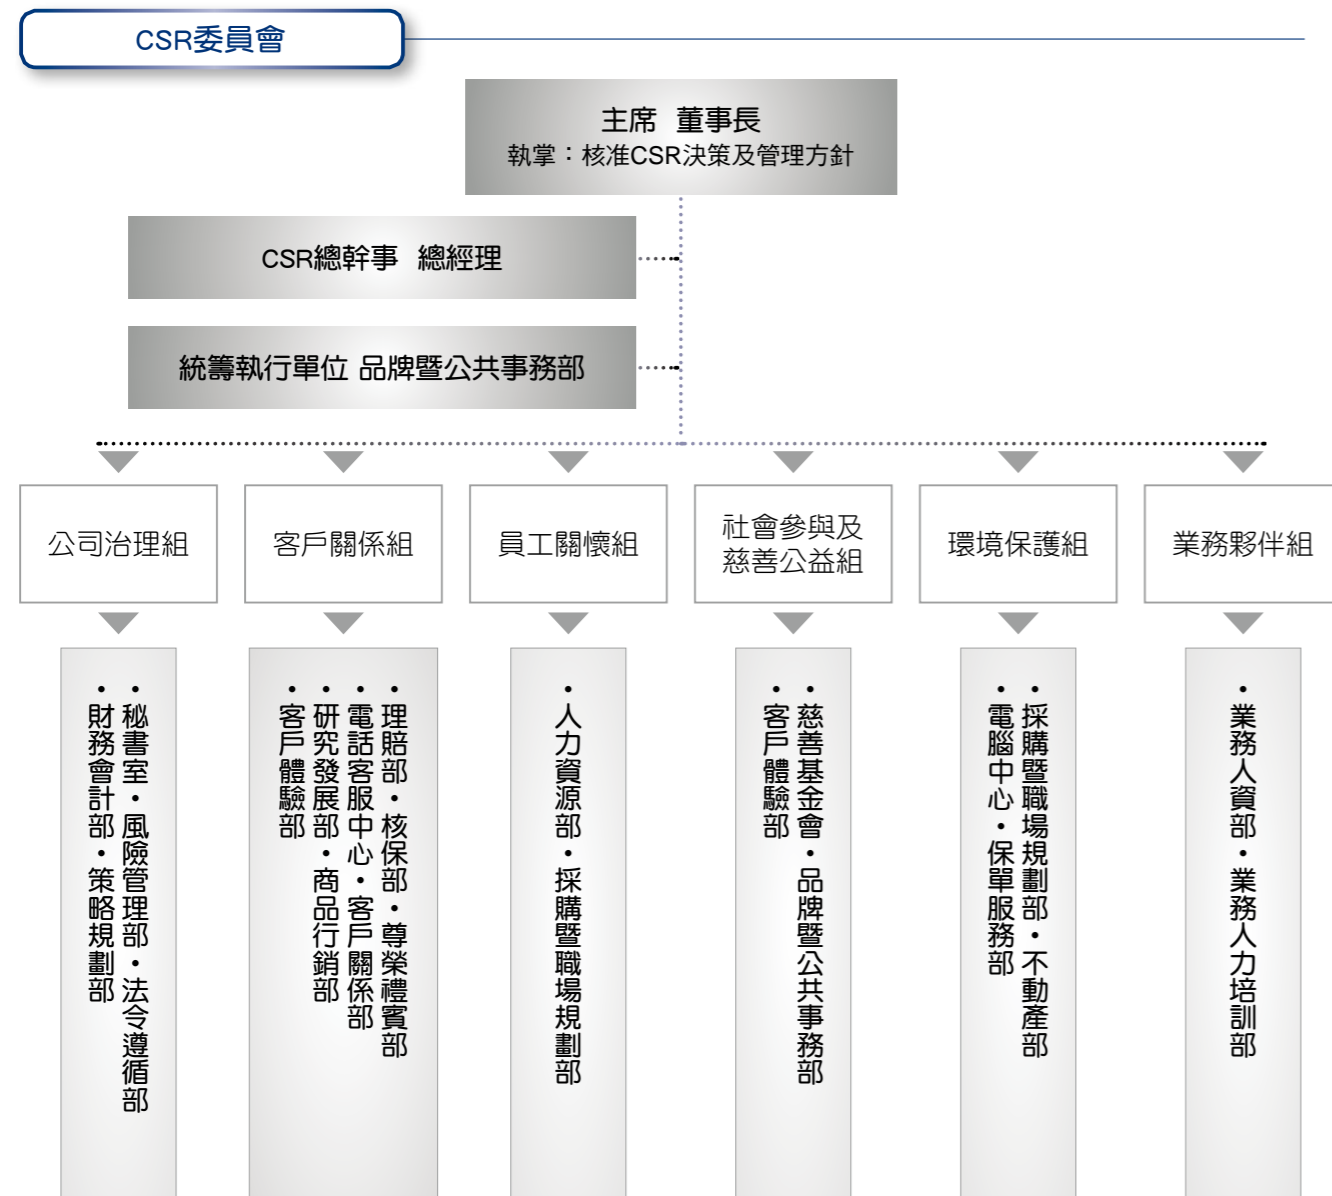 CSR委員會
主席 董事長
執掌：核准CSR決策及管理方針
CSR總幹事 總經理
統籌執行單位 品牌暨公共事務部
公司治理組
客戶關係組
員工關懷組
社會參與及
慈善公益組
環境保護組
業務夥伴組
・秘書室・風險管理部・法令遵循部
・財務會計部・策略規劃部
・理賠部・核保部・尊榮禮賓部
・電話客服中心・客戶關係部
・研究發展部・商品行銷部
・客戶體驗部
・人力資源部・採購暨職場規劃部
・慈善基金會・品牌暨公共事務部
・客戶體驗部
・採購暨職場規劃部・不動產部
・電腦中心・保單服務部
・業務人資部・業務人力培訓部